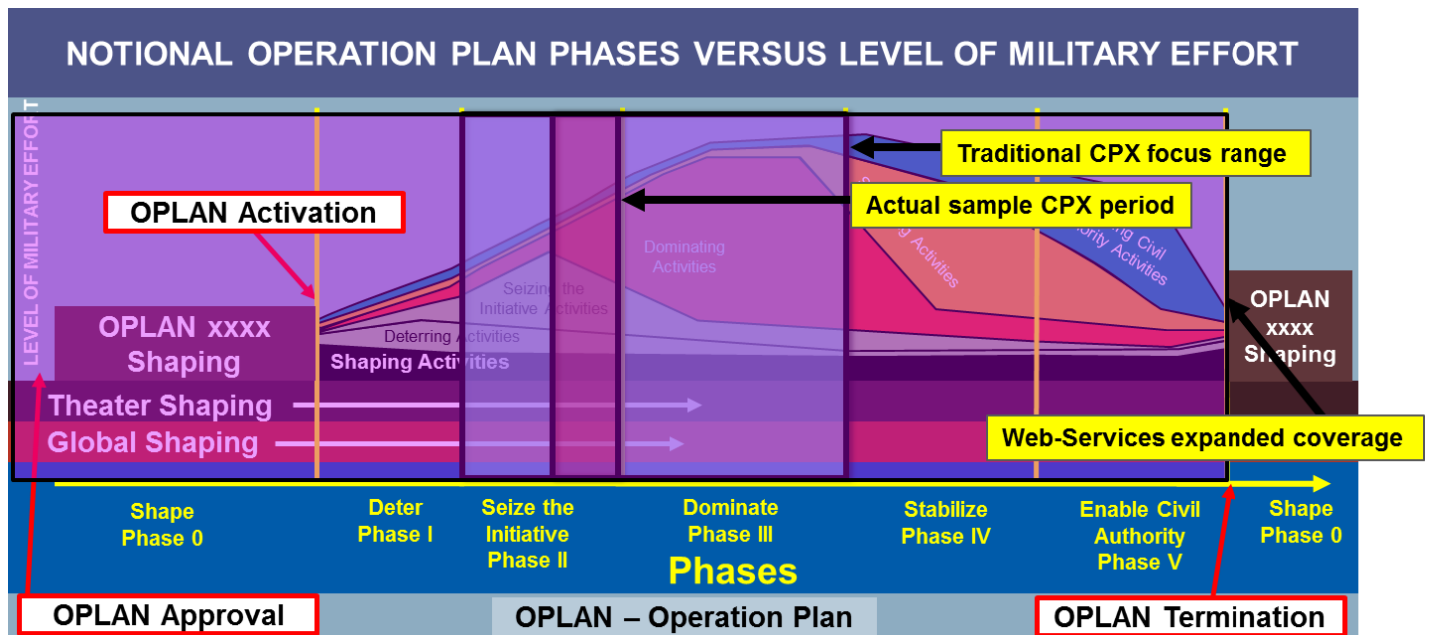 NOTIONAL OPERATION PLAN PHASES VERSUS LEVEL OF MILITARY EFFORT
LEVEL OF MILITARY EFFORT
Traditional CPX focus range
Actual sample CPX period
OPLAN Activation
Dominating
Activities
Activities
Civil
Activities
Seizing the
Initiative Activities
OPLAN xxxx
Shaping
Deterring Activities
Shaping Activities
OPLAN
xxxx
Shaping
Theater Shaping
Global Shaping
Web-Services expanded coverage
Shape
Phase 0
Deter
Phase I
Seize the
Initiative
Phase II
Dominate
Phase III
Stabilize
Phase IV
Enable Civil
Authority
Phase V
Shape
Phase 0
Phases
OPLAN Approval
OPLAN – Operation Plan
OPLAN Termination